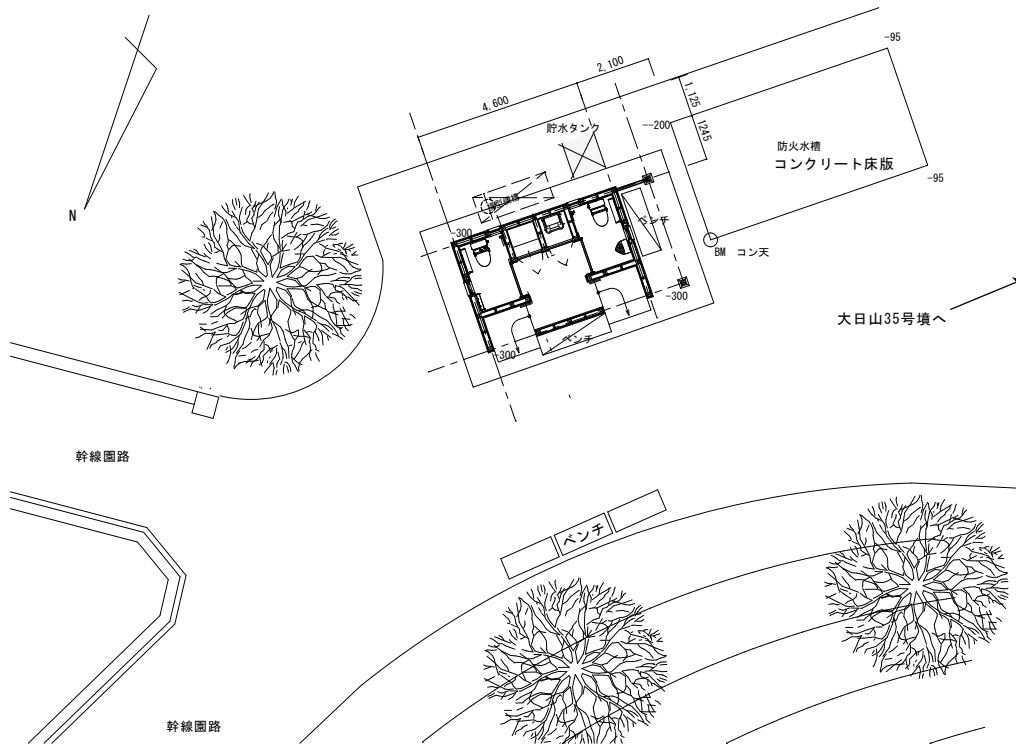 -95
2,100
4,600
1,125
貯水タンク
--200
1245
防火水槽
コンクリート床版
-95
N
ベンチ
-300
BM コン天
-300
大日山35号墳へ
ベンチ
-300
幹線園路
ベンチ
幹線園路